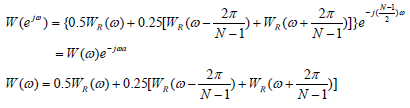 W(e^{jω}) = {0.5W_R(ω) + 0.25[W_R(ω − 2π/(N−1)) + W_R(ω + 2π/(N−1))]}e^{−j((N−1)/2)ω}
= W(ω)e^{−jωa}
W(ω) = 0.5W_R(ω) + 0.25[W_R(ω − 2π/(N−1)) + W_R(ω + 2π/(N−1))]